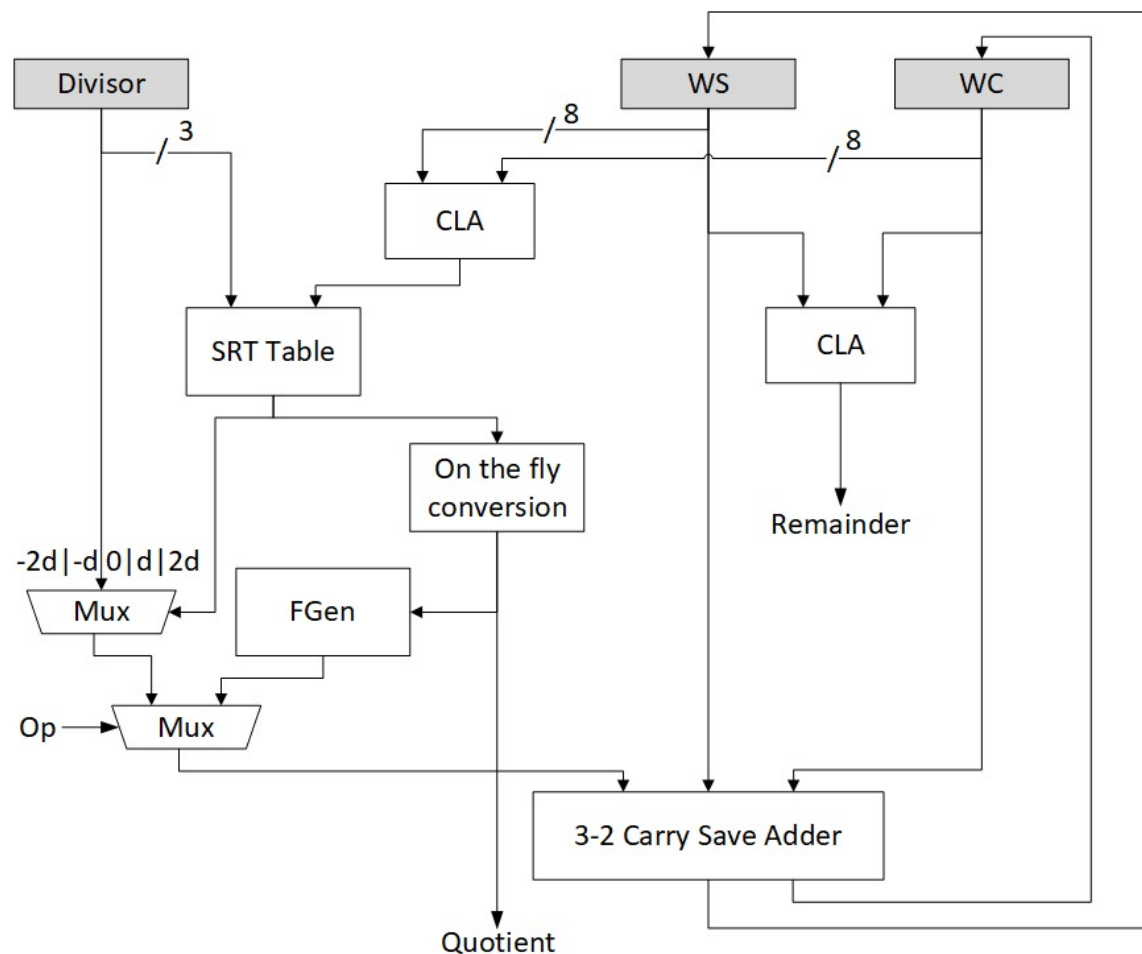 Divisor
WS
WC
3
8
8
CLA
SRT Table
CLA
On the fly
conversion
Remainder
-2d|-d|0|d|2d
Mux
FGen
Op
Mux
3-2 Carry Save Adder
Quotient